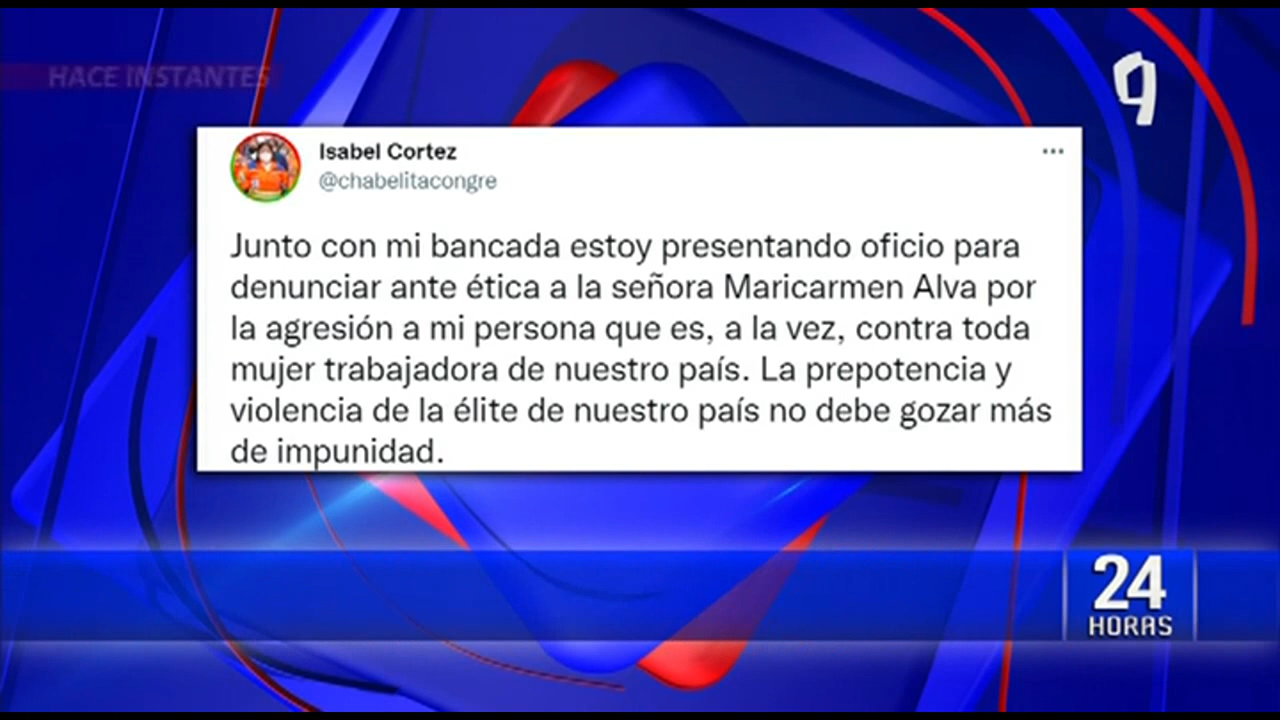 HACE INSTANTES
Isabel Cortez
@chabelitacongre
Junto con mi bancada estoy presentando oficio para
denunciar ante ética a la señora Maricarmen Alva por
la agresión a mi persona que es, a la vez, contra toda
mujer trabajadora de nuestro país. La prepotencia y
violencia de la élite de nuestro país no debe gozar más
de impunidad.
24
HORAS